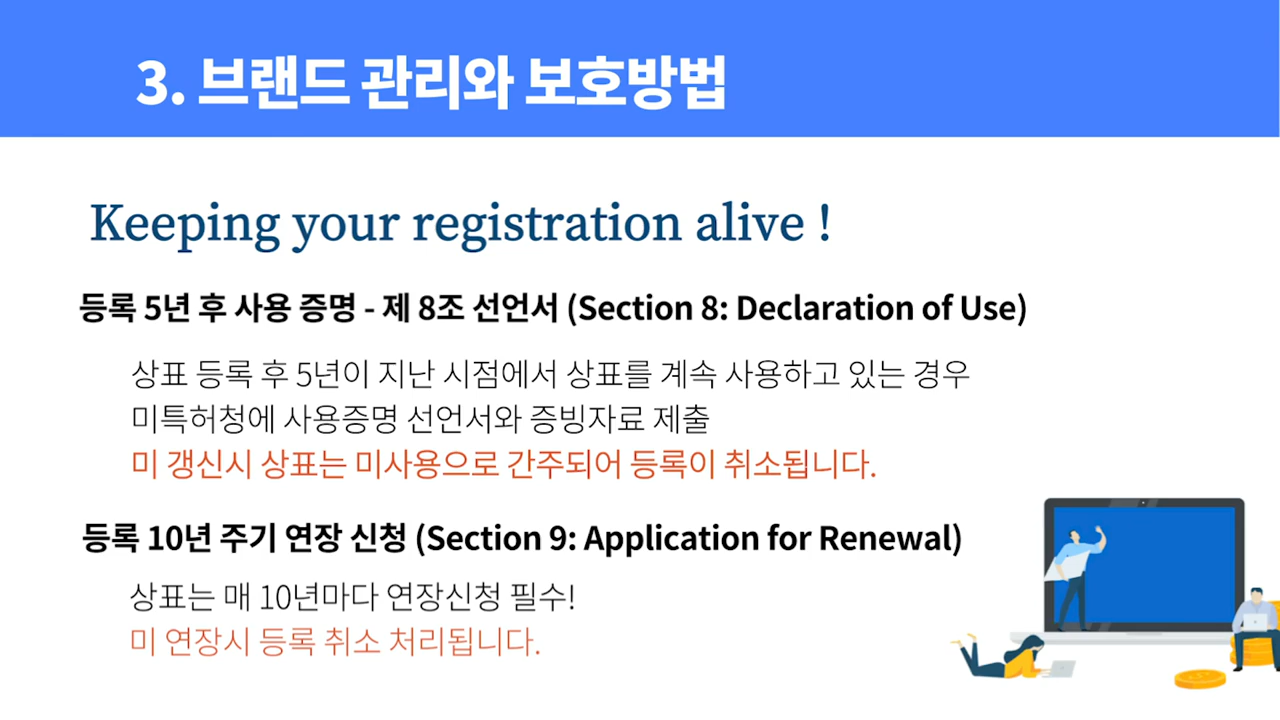 3. 브랜드 관리와 보호방법
Keeping your registration alive !
등록 5년 후 사용 증명 - 제 8조 선언서 (Section 8: Declaration of Use)
상표 등록 후 5년이 지난 시점에서 상표를 계속 사용하고 있는 경우
미특허청에 사용증명 선언서와 증빙자료 제출
미 갱신시 상표는 미사용으로 간주되어 등록이 취소됩니다.
등록 10년 주기 연장 신청 (Section 9: Application for Renewal)
상표는 매 10년마다 연장신청 필수!
미 연장시 등록 취소 처리됩니다.